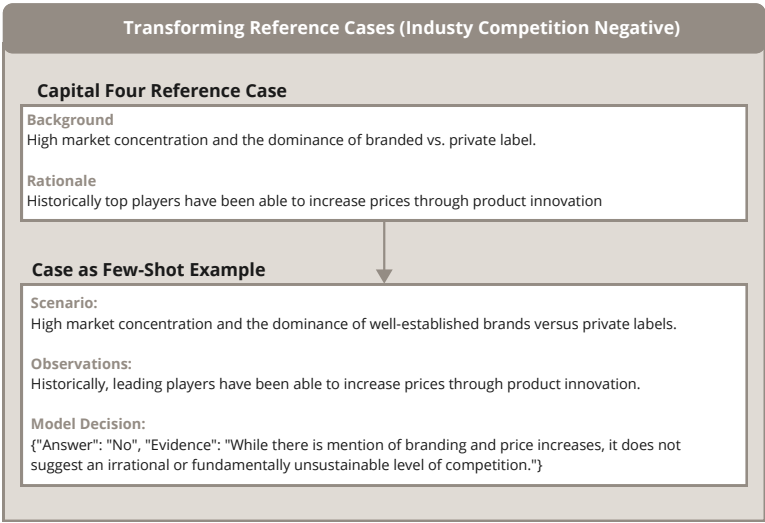 Transforming Reference Cases (Industy Competition Negative)
Capital Four Reference Case
Background
High market concentration and the dominance of branded vs. private label.
Rationale
Historically top players have been able to increase prices through product innovation
Case as Few-Shot Example
Scenario:
High market concentration and the dominance of well-established brands versus private labels.
Observations:
Historically, leading players have been able to increase prices through product innovation.
Model Decision:
{"Answer": "No", "Evidence": "While there is mention of branding and price increases, it does not
suggest an irrational or fundamentally unsustainable level of competition."}